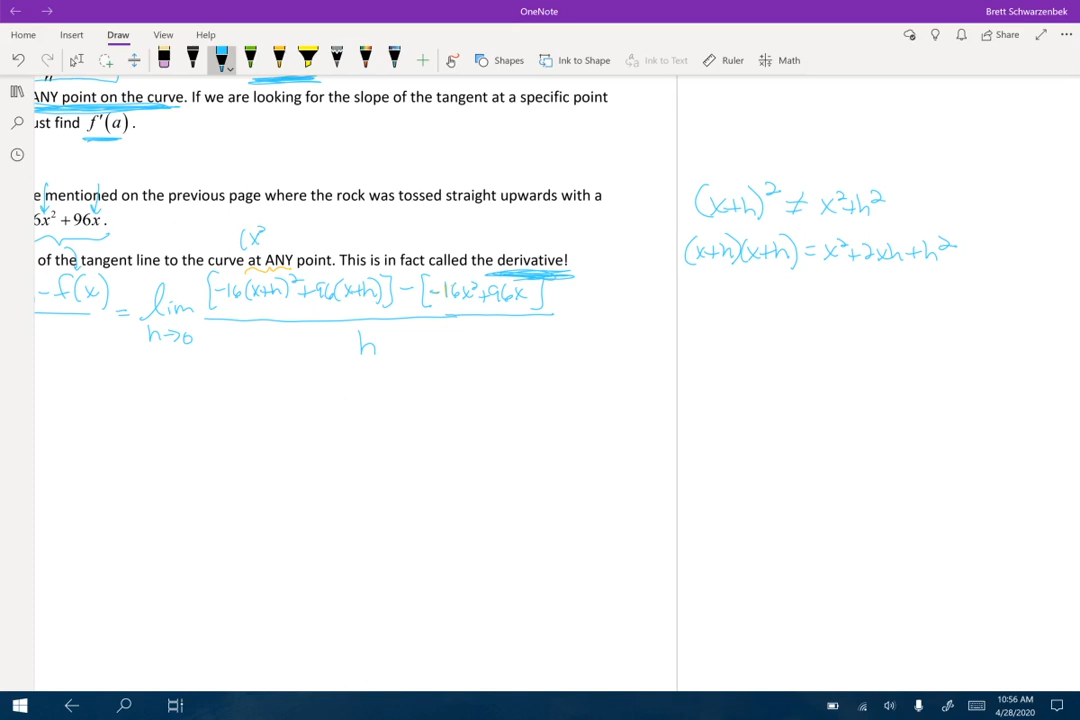 OneNote
Brett Schwarzenbek
Home Insert Draw View Help
Share
Shapes Ink to Shape Ink to Text Ruler Math
ANY point on the curve. If we are looking for the slope of the tangent at a specific point
ust find f'(a).
e mentioned on the previous page where the rock was tossed straight upwards with a
6x² + 96x.
(x²
of the tangent line to the curve at ANY point. This is in fact called the derivative!
- f(x) = lim h→0 [-16(x+h)² + 96(x+h)] - [-16x² + 96x] / h
(x+h)² ≠ x² + h²
(x+h)(x+h) = x² + 2xh + h²
10:56 AM
4/28/2020